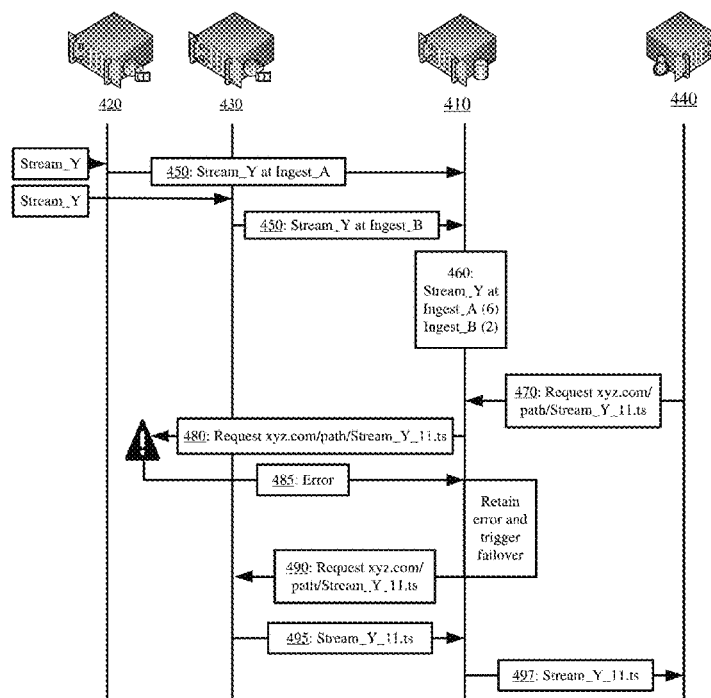 420
430
410
440
Stream_Y
450: Stream_Y at Ingest_A
Stream_Y
450: Stream_Y at Ingest_B
460:
Stream_Y at
Ingest_A (6)
Ingest_B (2)
470: Request xyz.com/
path/Stream_Y_11.ts
480: Request xyz.com/path/Stream_Y_11.ts
485: Error
Retain
error and
trigger
failover
490: Request xyz.com/
path/Stream_Y_11.ts
495: Stream_Y_11.ts
497: Stream_Y_11.ts